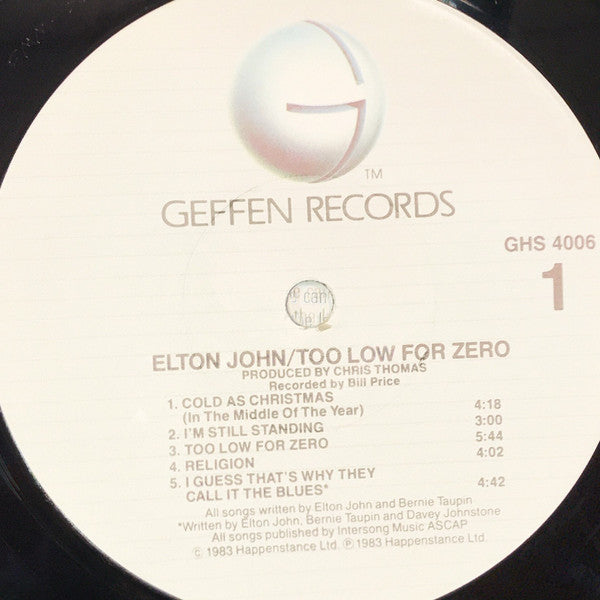 TM
GEFFEN RECORDS
GHS 4006
1
can
ELTON JOHN/TOO LOW FOR ZERO
PRODUCED BY CHRIS THOMAS
Recorded by Bill Price
1. COLD AS CHRISTMAS
(In The Middle Of The Year) 4:18
2. I'M STILL STANDING 3:00
3. TOO LOW FOR ZERO 5:44
4. RELIGION 4:02
5. I GUESS THAT'S WHY THEY
CALL IT THE BLUES* 4:42
All songs written by Elton John and Bernie Taupin
*Written by Elton John, Bernie Taupin and Davey Johnstone
All songs published by Intersong Music ASCAP
© 1983 Happenstance Ltd. ℗ 1983 Happenstance Ltd.